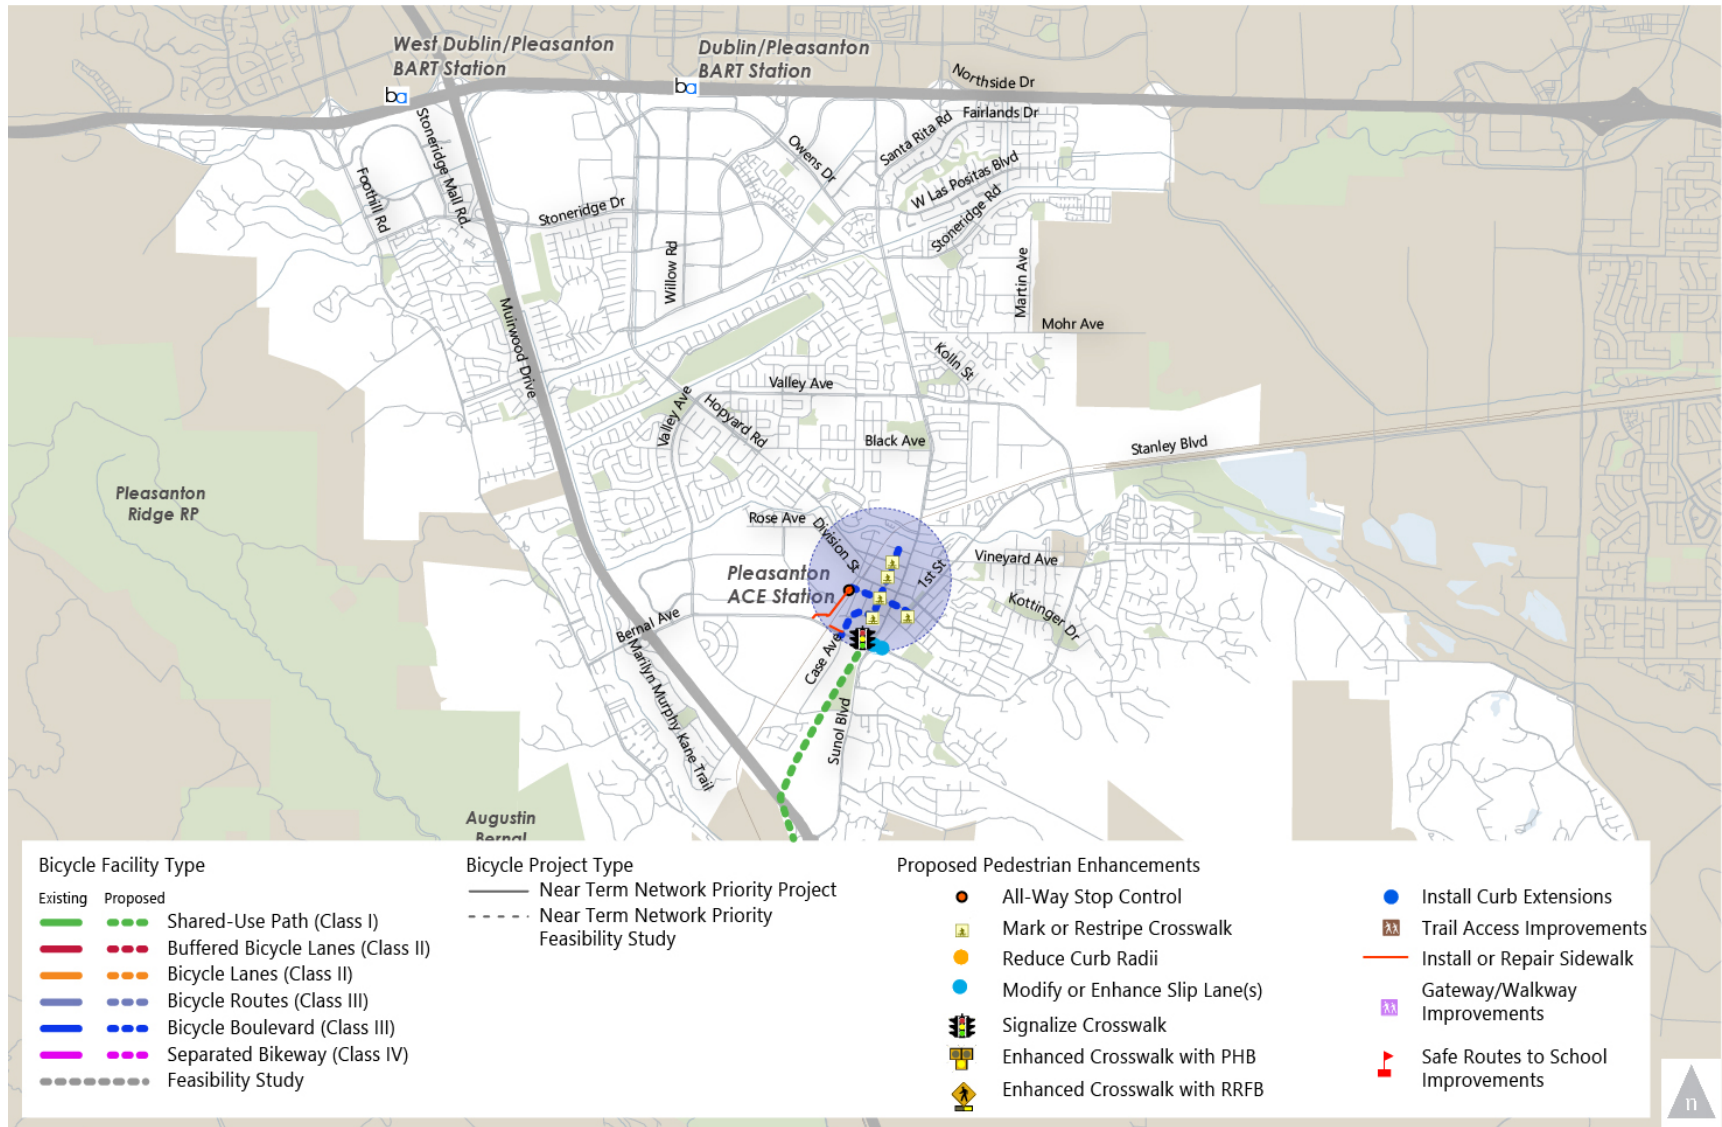 West Dublin/Pleasanton
BART Station
Dublin/Pleasanton
BART Station
ba
ba
Northside Dr
Fairlands Dr
Santa Rita Rd
Owens Dr
W Las Positas Blvd
Stoneridge Rd
Stoneridge Mall Rd.
Foothill Rd
Stoneridge Dr
Willow Rd
Martin Ave
Mohr Ave
Muirwood Drive
Kolln St
Valley Ave
Valley Ave
Hopyard Rd
Black Ave
Stanley Blvd
Pleasanton
Ridge RP
Rose Ave
Division St
Vineyard Ave
1st St
Pleasanton
ACE Station
Kottinger Dr
Bernal Ave
Case Ave
Marilyn Murphy Kane Trail
Sunol Blvd
Augustin
Bernal
Bicycle Facility Type
Existing Proposed
Shared-Use Path (Class I)
Buffered Bicycle Lanes (Class II)
Bicycle Lanes (Class II)
Bicycle Routes (Class III)
Bicycle Boulevard (Class III)
Separated Bikeway (Class IV)
Feasibility Study
Bicycle Project Type
Near Term Network Priority Project
Near Term Network Priority
Feasibility Study
Proposed Pedestrian Enhancements
All-Way Stop Control
Mark or Restripe Crosswalk
Reduce Curb Radii
Modify or Enhance Slip Lane(s)
Signalize Crosswalk
Enhanced Crosswalk with PHB
Enhanced Crosswalk with RRFB
Install Curb Extensions
Trail Access Improvements
Install or Repair Sidewalk
Gateway/Walkway
Improvements
Safe Routes to School
Improvements
n